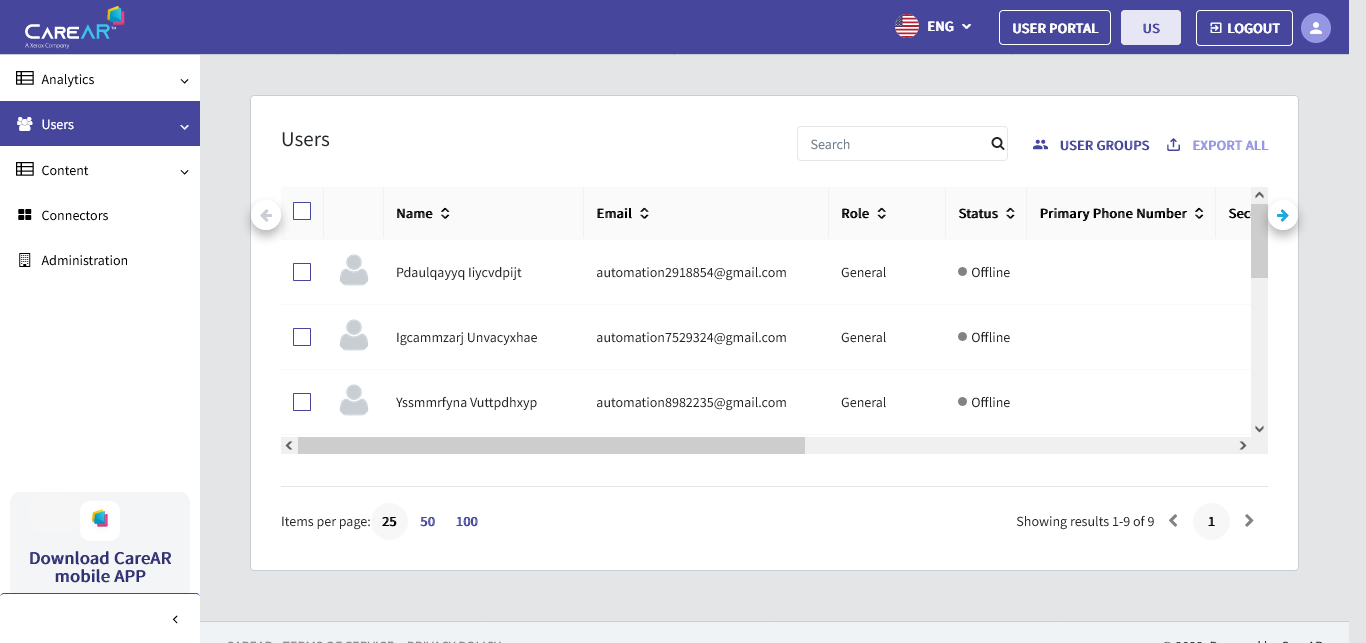 CAREAR™
A Xerox Company
ENG
USER PORTAL
US
LOGOUT
Analytics
Users
Content
Connectors
Administration
Download CareAR
mobile APP
Users
Search
USER GROUPS
EXPORT ALL
Name Email Role Status Primary Phone Number Sec
Pdaulqayyq Iiycvdpijt automation2918854@gmail.com General Offline
Igcammzarj Unvacyxhae automation7529324@gmail.com General Offline
Yssmmrfyna Vuttpdhxyp automation8982235@gmail.com General Offline
Items per page: 25 50 100
Showing results 1-9 of 9 1